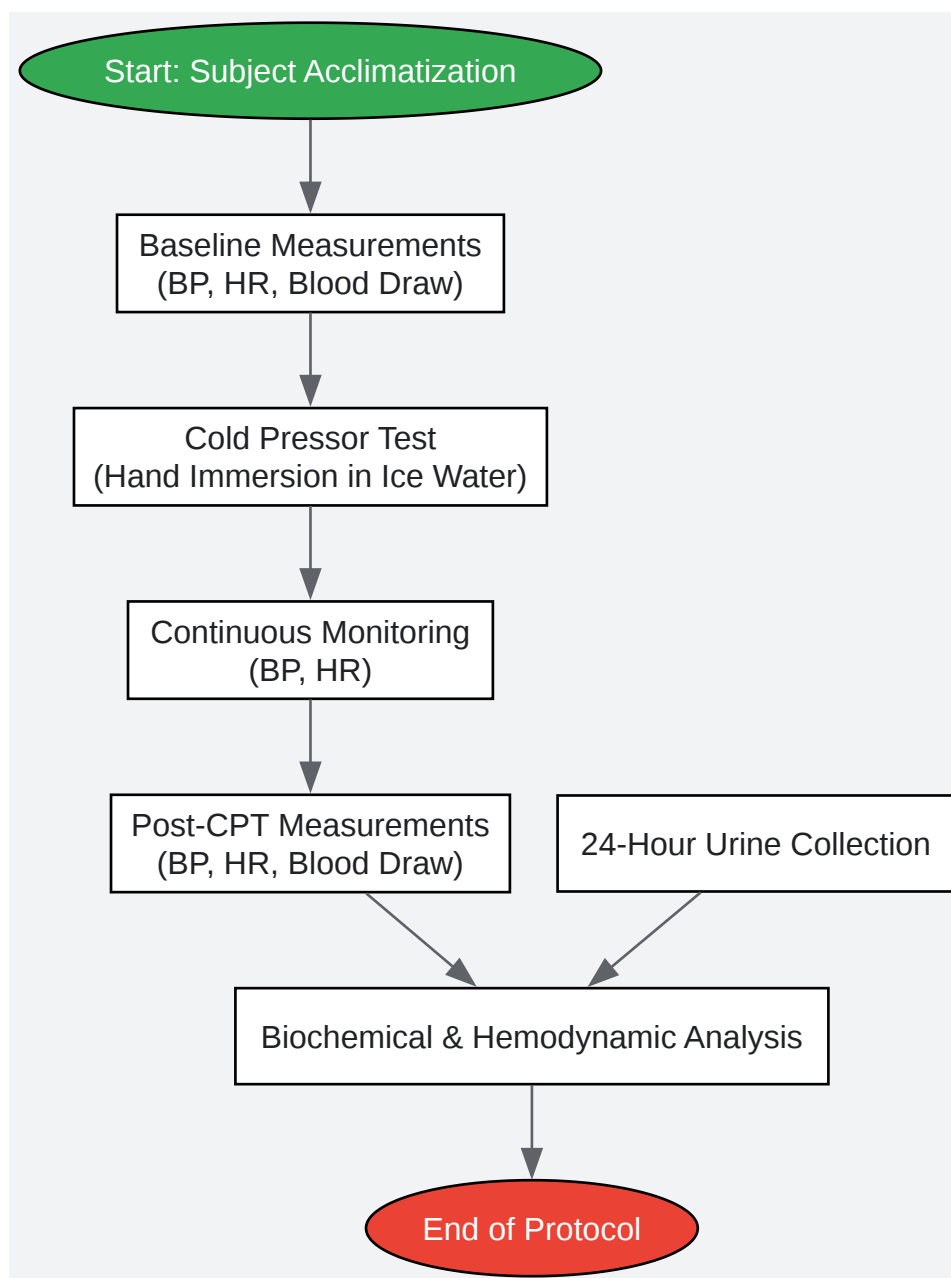 Start: Subject Acclimatization
Baseline Measurements
(BP, HR, Blood Draw)
Cold Pressor Test
(Hand Immersion in Ice Water)
Continuous Monitoring
(BP, HR)
Post-CPT Measurements
(BP, HR, Blood Draw)
24-Hour Urine Collection
Biochemical & Hemodynamic Analysis
End of Protocol